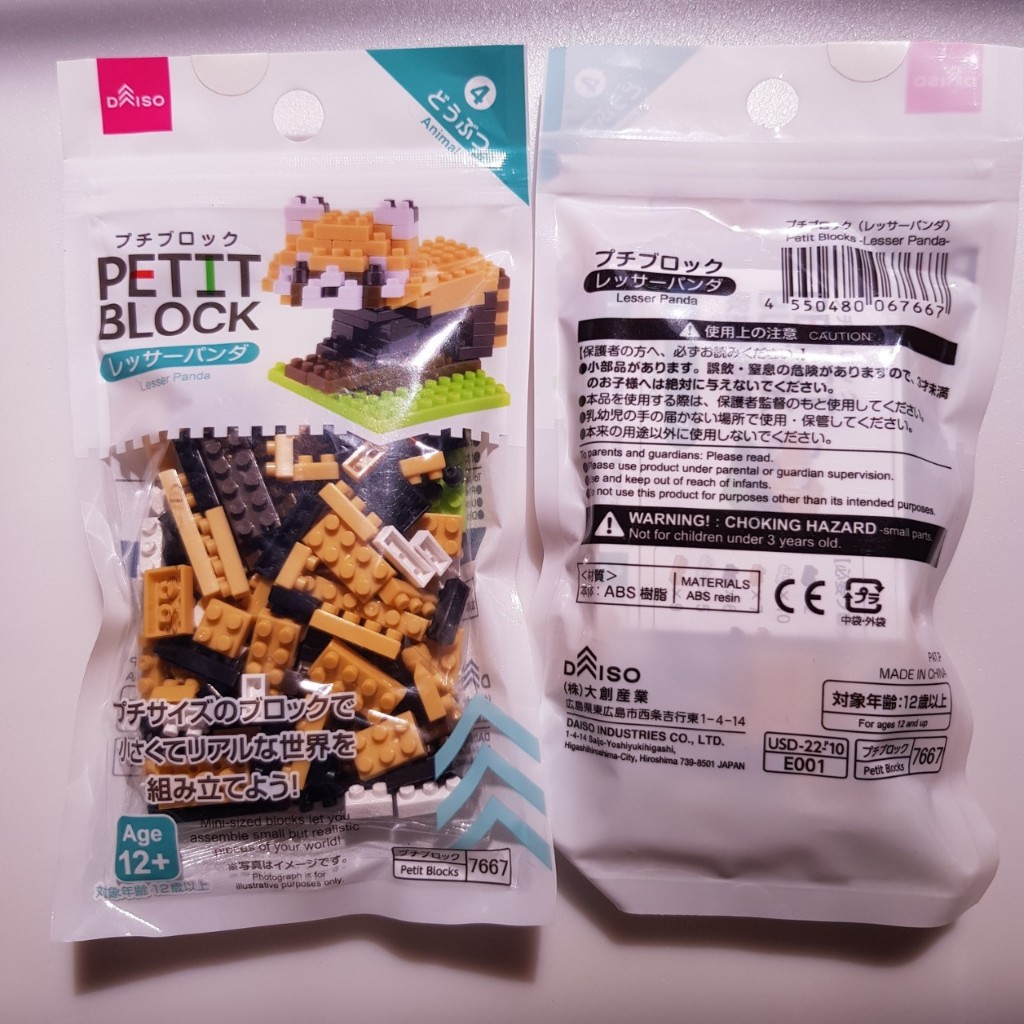 DAISO
4
どうぶつ
Animal
プチブロック
PETIT
BLOCK
レッサーパンダ
Lesser Panda
プチサイズのブロックで
小さくてリアルな世界を
組み立てよう!
Mini-sized blocks let you
assemble small but realistic
pieces of your world!
※写真はイメージです。
Photograph is for
illustrative purposes only.
Age
12+
対象年齢 12歳以上
プチブロック
Petit Blocks
7667
DAISO
4
プチブロック（レッサーパンダ）
Petit Blocks -Lesser Panda-
4 550480 067667
プチブロック
レッサーパンダ
Lesser Panda
使用上の注意 CAUTION
【保護者の方へ、必ずお読みください。】
●小部品があります。誤飲・窒息の危険がありますので、3才未満
のお子様へは絶対に与えないでください。
●本品を使用する際は、保護者監督のもと使用してください。
●乳幼児の手の届かない場所で使用・保管してください。
●本来の用途以外に使用しないでください。
To parents and guardians: Please read.
●Please use product under parental or guardian supervision.
●Use and keep out of reach of infants.
●Do not use this product for purposes other than its intended purposes.
WARNING! : CHOKING HAZARD -small parts.
Not for children under 3 years old.
<材質>
本体：ABS 樹脂
MATERIALS
ABS resin
CE
プラ
中袋・外袋
DAISO
(株)大創産業
広島県東広島市西条吉行東1-4-14
DAISO INDUSTRIES CO., LTD.
1-4-14 Saijo-Yoshiyukihigashi,
Higashihiroshima-City, Hiroshima 739-8501 JAPAN
PAT.P
MADE IN CHINA
対象年齢：12歳以上
For ages 12 and up
USD-22-'10
E001
プチブロック
Petit Blocks
7667